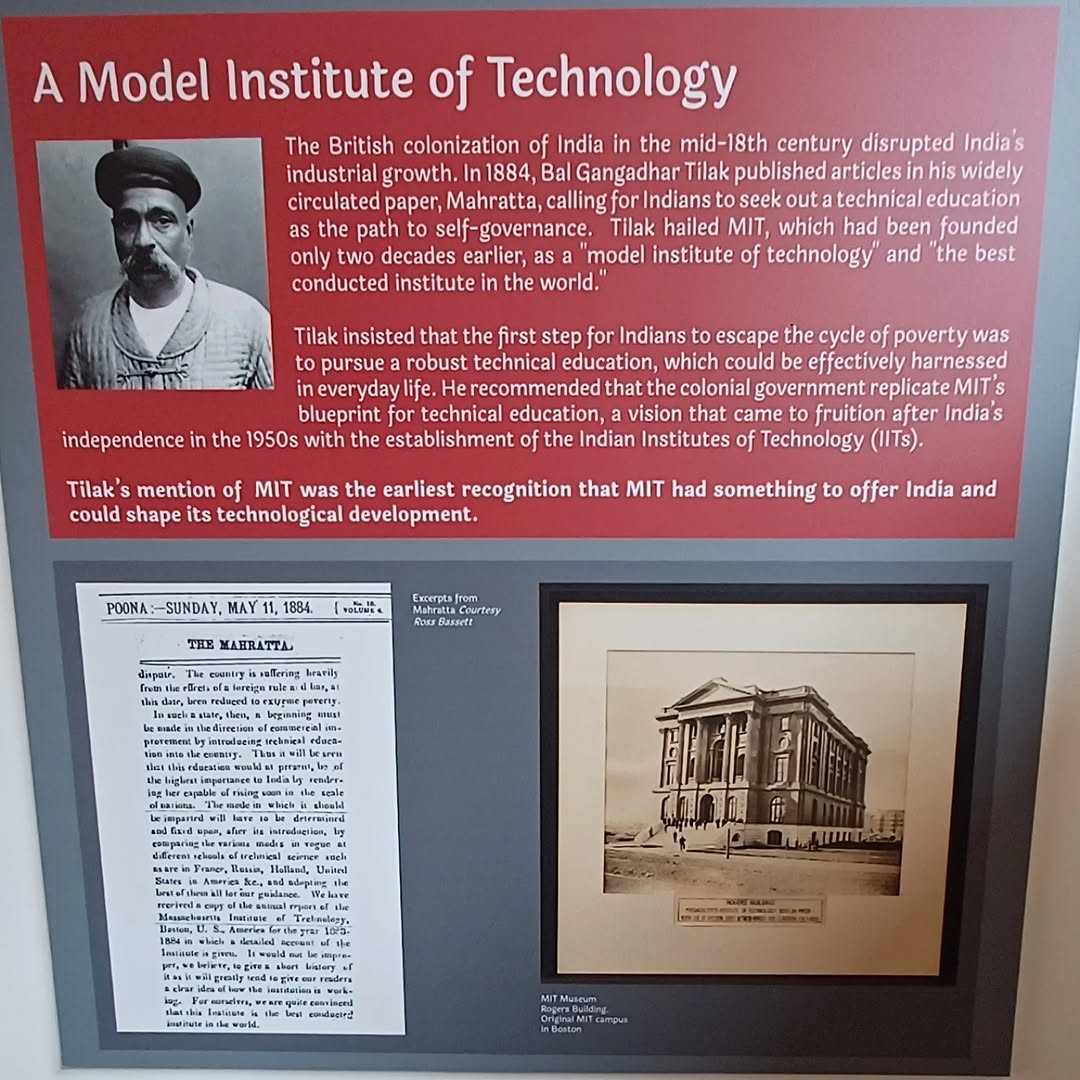 A Model Institute of Technology
The British colonization of India in the mid-18th century disrupted India's
industrial growth. In 1884, Bal Gangadhar Tilak published articles in his widely
circulated paper, Mahratta, calling for Indians to seek out a technical education
as the path to self-governance. Tilak hailed MIT, which had been founded
only two decades earlier, as a "model institute of technology" and "the best
conducted institute in the world."
Tilak insisted that the first step for Indians to escape the cycle of poverty was
to pursue a robust technical education, which could be effectively harnessed
in everyday life. He recommended that the colonial government replicate MIT's
blueprint for technical education, a vision that came to fruition after India's
independence in the 1950s with the establishment of the Indian Institutes of Technology (IITs).
Tilak's mention of MIT was the earliest recognition that MIT had something to offer India and
could shape its technological development.
POONA:—SUNDAY, MAY 11, 1884.
No. 19.
VOLUME 4.
THE MAHRATTA.
dispair. The country is suffering heavily
from the effects of a foreign rule and has, at
this date, been reduced to extreme poverty.
In such a state, then, a beginning must
be made in the direction of commercial im-
provement by introducing technical educa-
tion into the country. Thus it will be seen
that this education would at present, be of
the highest importance to India by render-
ing her capable of rising soon in the scale
of nations. The mode in which it should
be imparted will have to be determined
and fixed upon, after its introduction, by
comparing the various modes in vogue at
different schools of technical science such
as are in France, Russia, Holland, United
States in America &c., and adopting the
best of them all for our guidance. We have
received a copy of the annual report of the
Massachusetts Institute of Technology,
Boston, U. S., America for the year 1883-
1884 in which a detailed account of the
Institute is given. It would not be impro-
per, we believe, to give a short history of
it as it will greatly tend to give our readers
a clear idea of how the institution is work-
ing. For ourselves, we are quite convinced
that this Institute is the best conducted
institute in the world.
Excerpts from
Mahratta Courtesy
Ross Bassett
ROGERS BUILDING
MIT Museum
Rogers Building.
Original MIT campus
in Boston